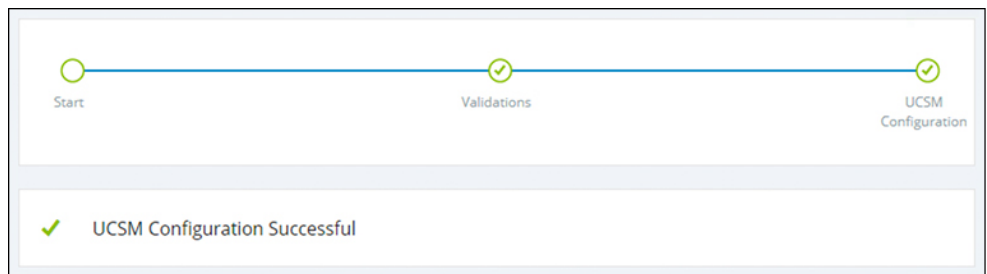 Start
Validations
UCSM
Configuration
UCSM Configuration Successful